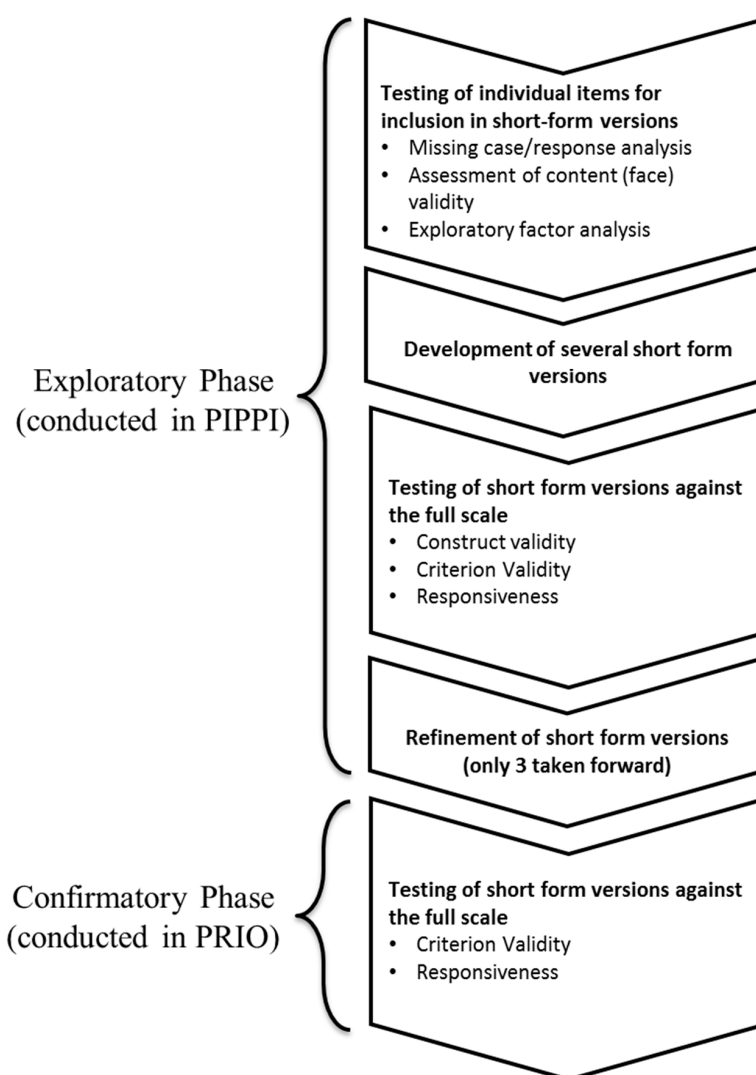 Testing of individual items for
inclusion in short-form versions
• Missing case/response analysis
• Assessment of content (face)
validity
• Exploratory factor analysis
Development of several short form
versions
Exploratory Phase
(conducted in PIPPI)
Testing of short form versions against
the full scale
• Construct validity
• Criterion Validity
• Responsiveness
Refinement of short form versions
(only 3 taken forward)
Confirmatory Phase
(conducted in PRIO)
Testing of short form versions against
the full scale
• Criterion Validity
• Responsiveness